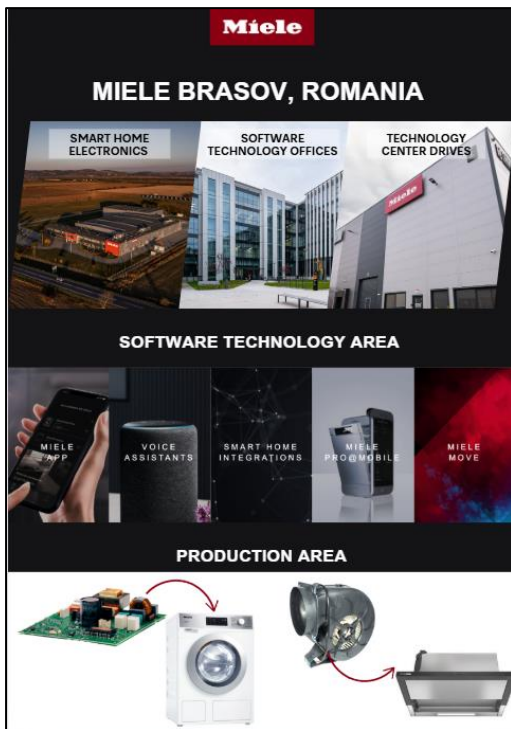 Miele
MIELE BRASOV, ROMANIA
SMART HOME
ELECTRONICS
SOFTWARE
TECHNOLOGY OFFICES
TECHNOLOGY
CENTER DRIVES
Miele
SOFTWARE TECHNOLOGY AREA
MIELE
APP
VOICE
ASSISTANTS
SMART HOME
INTEGRATIONS
MIELE
PRO@MOBILE
MIELE
MOVE
PRODUCTION AREA